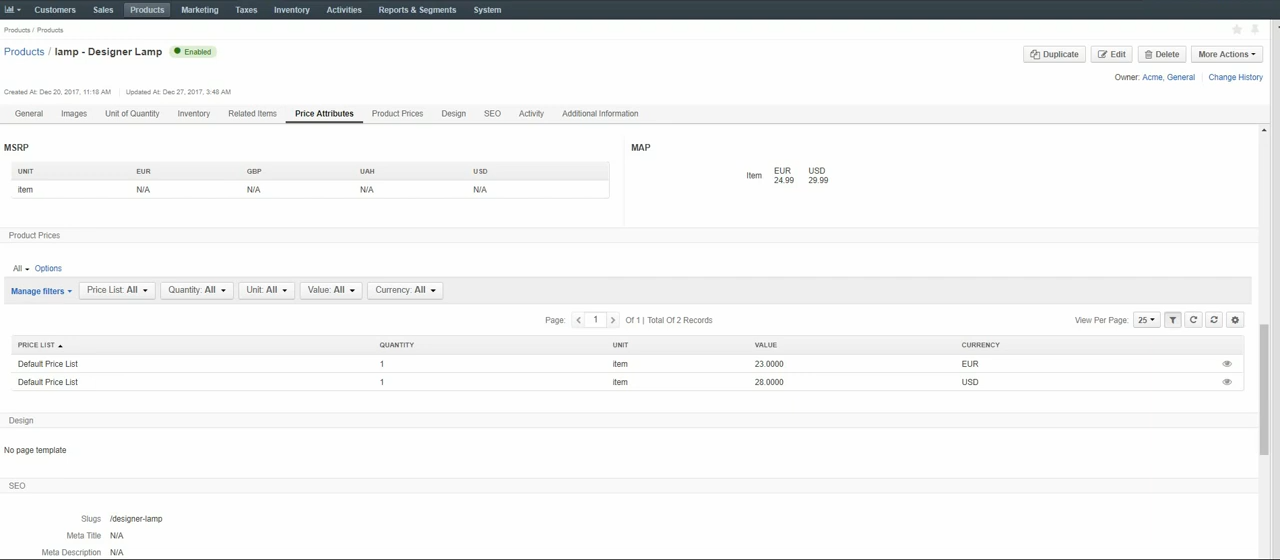 Customers Sales Products Marketing Taxes Inventory Activities Reports & Segments System
Products / Products
Products / lamp - Designer Lamp Enabled
Duplicate Edit Delete More Actions
Owner: Acme, General Change History
Created At: Dec 20, 2017, 11:18 AM Updated At: Dec 27, 2017, 3:48 AM
General Images Unit of Quantity Inventory Related Items Price Attributes Product Prices Design SEO Activity Additional Information
MSRP
UNIT EUR GBP UAH USD
item N/A N/A N/A N/A
MAP
EUR USD
Item 24.99 29.99
Product Prices
All Options
Manage filters Price List: All Quantity: All Unit: All Value: All Currency: All
Page: 1 Of 1 | Total Of 2 Records View Per Page: 25
PRICE LIST QUANTITY UNIT VALUE CURRENCY
Default Price List 1 item 23.0000 EUR
Default Price List 1 item 28.0000 USD
Design
No page template
SEO
Slugs /designer-lamp
Meta Title N/A
Meta Description N/A